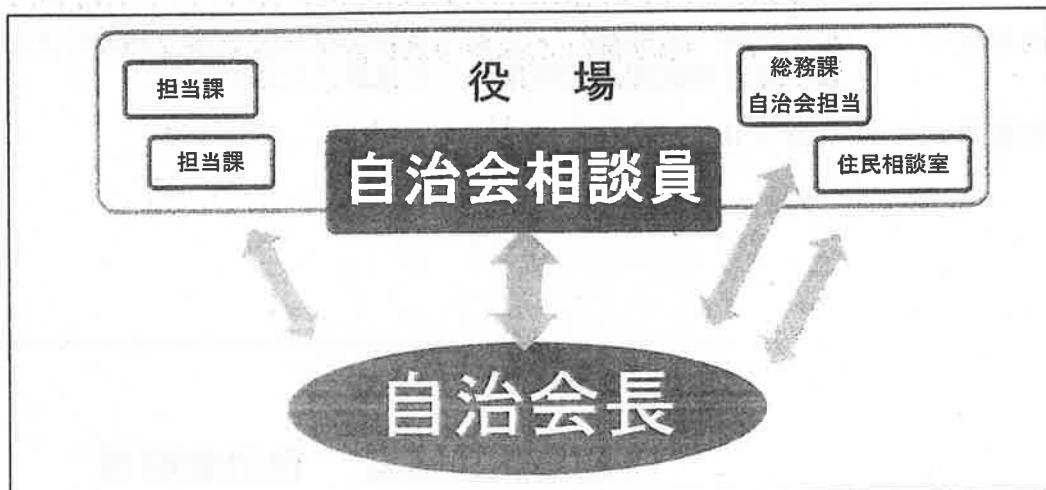 役場
担当課
担当課
総務課
自治会担当
住民相談室
自治会相談員
自治会長